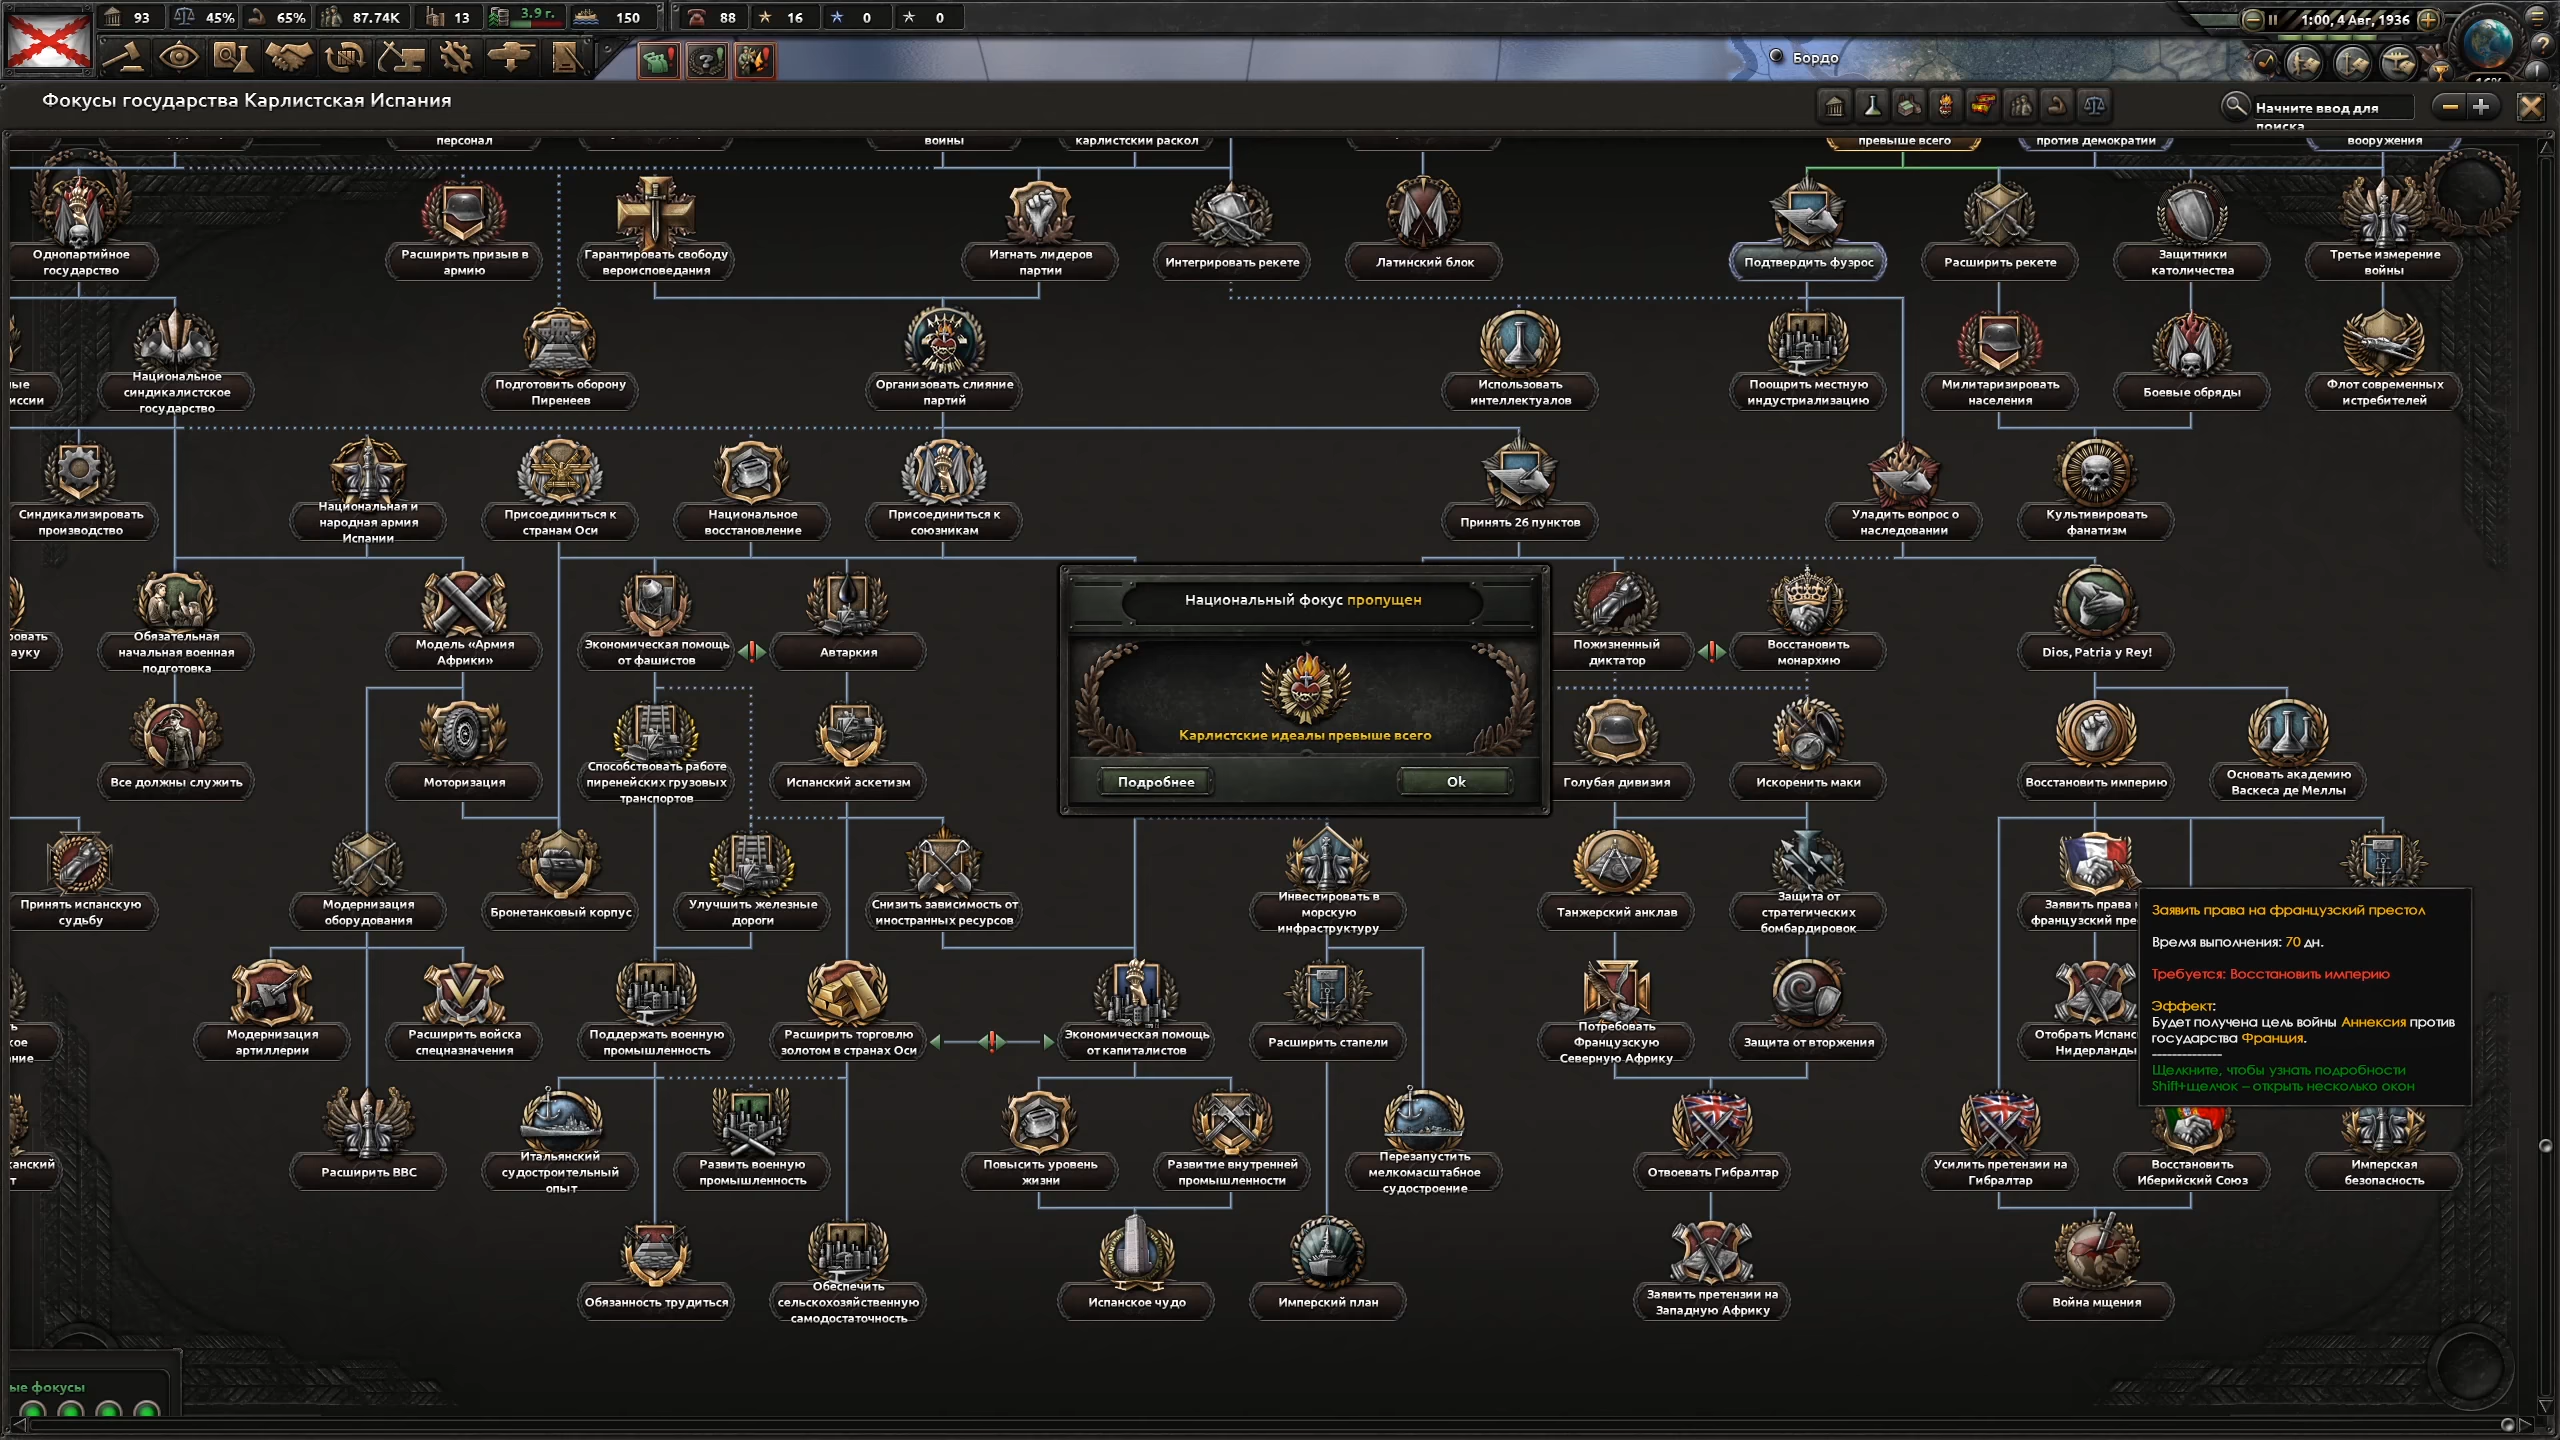 93
45%
65%
87.74K
13
3.9 г.
150
88
16
0
0
1:00, 4 Авг, 1936
Бордо
Фокусы государства Карлистская Испания
Начните ввод для
поиска
персонал
войны
карлистский раскол
превыше всего
против демократии
вооружения
Однопартийное
государство
Расширить призыв в
армию
Гарантировать свободу
вероисповедания
Изгнать лидеров
партии
Интегрировать рекете
Латинский блок
Подтвердить фуэрос
Расширить рекете
Защитники
католичества
Третье измерение
войны
Национальное
синдикалистское
государство
Подготовить оборону
Пиренеев
Организовать слияние
партий
Использовать
интеллектуалов
Поощрить местную
индустриализацию
Милитаризировать
населения
Боевые обряды
Флот современных
истребителей
Синдикализировать
производство
Национальная и
народная армия
Испании
Присоединиться к
странам Оси
Национальное
восстановление
Присоединиться к
союзникам
Принять 26 пунктов
Уладить вопрос о
наследовании
Культивировать
фанатизм
Обязательная
начальная военная
подготовка
Модель «Армия
Африки»
Экономическая помощь
от фашистов
Автаркия
Национальный фокус пропущен
Карлистские идеалы превыше всего
Подробнее
Ok
Пожизненный
диктатор
Восстановить
монархию
Dios, Patria y Rey!
Все должны служить
Моторизация
Способствовать работе
пиренейских грузовых
транспортов
Испанский аскетизм
Голубая дивизия
Искоренить маки
Восстановить империю
Основать академию
Васкеса де Меллы
Принять испанскую
судьбу
Модернизация
оборудования
Бронетанковый корпус
Улучшить железные
дороги
Снизить зависимость от
иностранных ресурсов
Инвестировать в
морскую
инфраструктуру
Танжерский анклав
Защита от
стратегических
бомбардировок
Заявить права
французский прес
Заявить права на французский престол
Время выполнения: 70 дн.
Требуется: Восстановить империю
Эффект:
Будет получена цель войны Аннексия против
государства Франция.
--------------
Щелкните, чтобы узнать подробности
Shift+щелчок – открыть несколько окон
Модернизация
артиллерии
Расширить войска
спецназначения
Поддержать военную
промышленность
Расширить торговлю
золотом в странах Оси
Экономическая помощь
от капиталистов
Расширить стапели
Потребовать
Французскую
Северную Африку
Защита от вторжения
Отобрать Испанс
Нидерланды
Расширить ВВС
Итальянский
судостроительный
опыт
Развить военную
промышленность
Повысить уровень
жизни
Развитие внутренней
промышленности
Перезапустить
мелкомасштабное
судостроение
Отвоевать Гибралтар
Усилить претензии на
Гибралтар
Восстановить
Иберийский Союз
Имперская
безопасность
Обязанность трудиться
Обеспечить
сельскохозяйственную
самодостаточность
Испанское чудо
Имперский план
Заявить претензии на
Западную Африку
Война мщения
ые фокусы